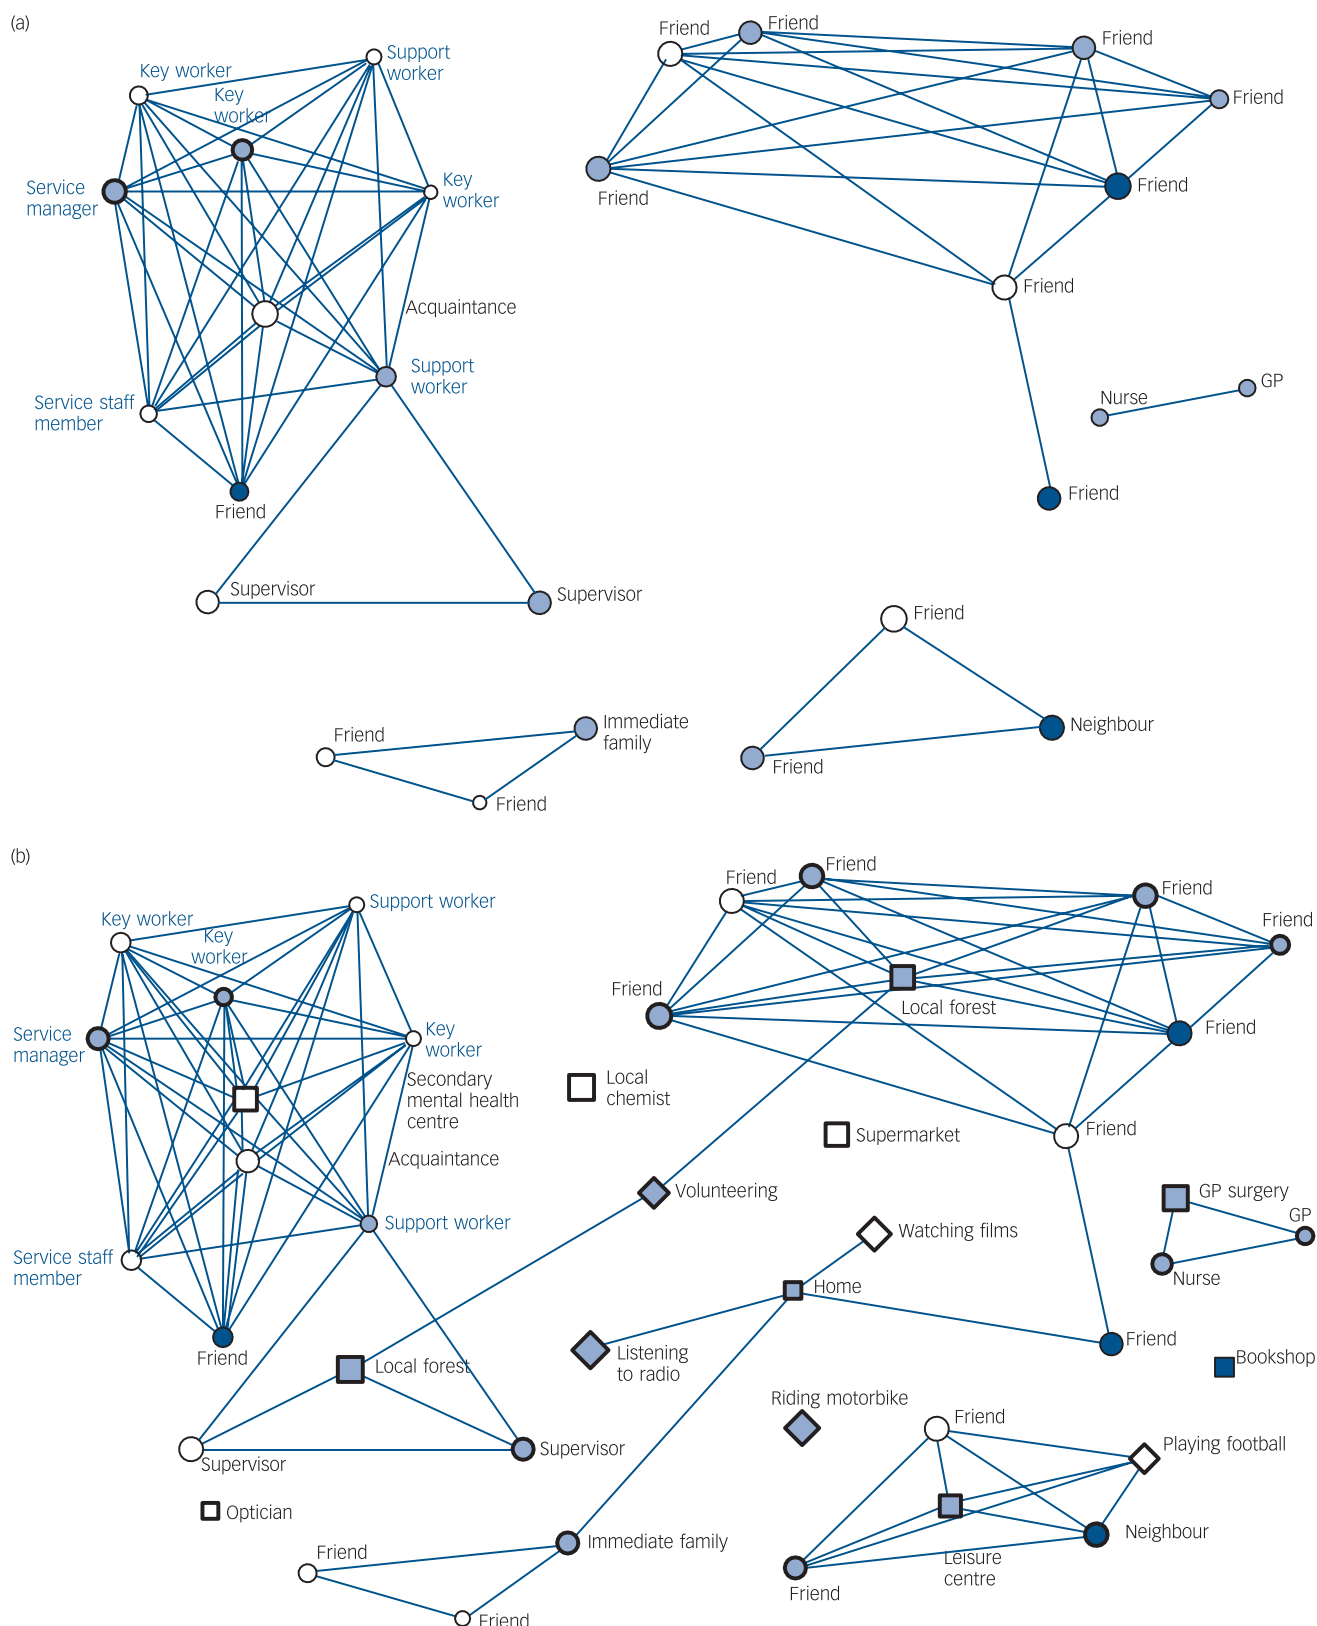 (a)
Friend
Friend
Friend
Support
worker
Key worker
Key
worker
Friend
Service
manager
Key
worker
Friend
Friend
Acquaintance
Friend
Support
worker
GP
Nurse
Service staff
member
Friend
Friend
Supervisor
Supervisor
Friend
Immediate
family
Friend
Neighbour
Friend
Friend
(b)
Friend
Friend
Friend
Support worker
Key worker
Key
worker
Friend
Friend
Local forest
Service
manager
Key
worker
Friend
Secondary
mental health
centre
Local
chemist
Supermarket
Friend
Acquaintance
Volunteering
GP surgery
GP
Support worker
Watching films
Service staff
member
Nurse
Home
Friend
Friend
Local forest
Listening
to radio
Bookshop
Riding motorbike
Friend
Playing football
Supervisor
Supervisor
Optician
Neighbour
Immediate family
Friend
Leisure
centre
Friend
Friend